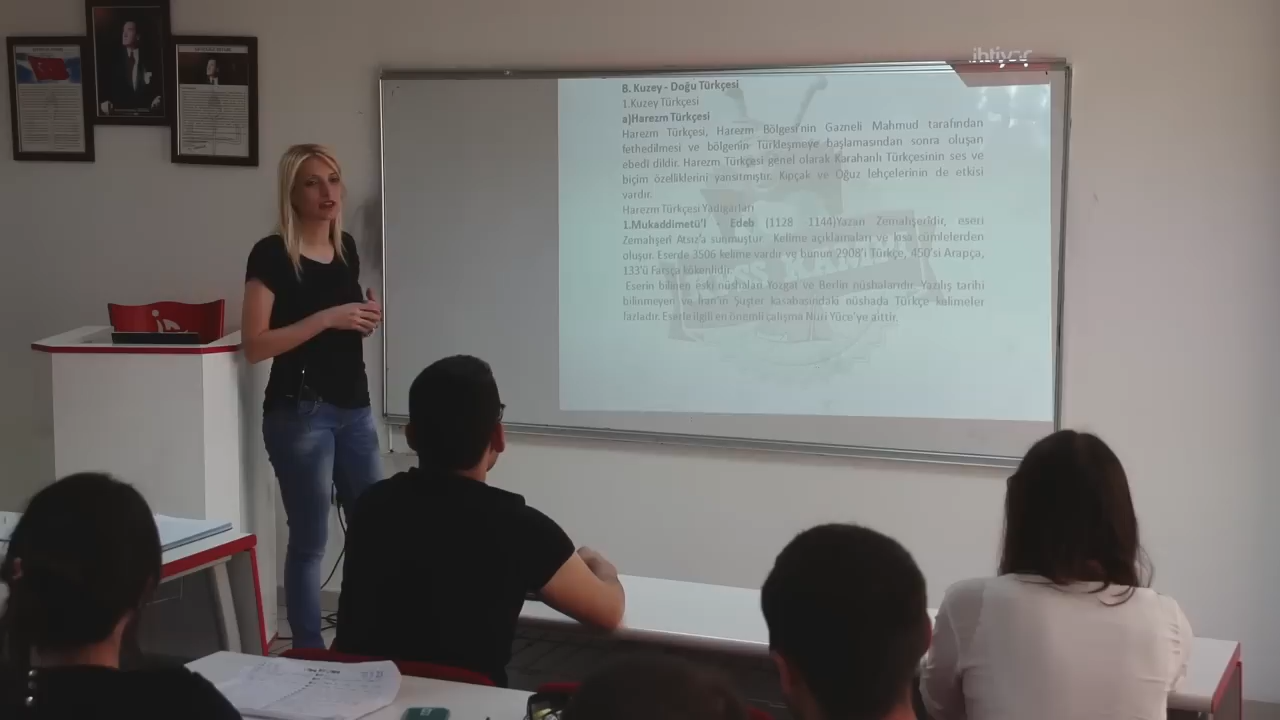 ihtiyaç
B. Kuzey - Doğu Türkçesi
1.Kuzey Türkçesi
a)Harezm Türkçesi
Harezm Türkçesi, Harezm Bölgesi'nin Gazneli Mahmud tarafından
fethedilmesi ve bölgenin Türkleşmeye başlamasından sonra oluşan
ebedi dildir. Harezm Türkçesi genel olarak Karahanlı Türkçesinin ses ve
biçim özelliklerini yansıtmıştır. Kıpçak ve Oğuz lehçelerinin de etkisi
vardır.
Harezm Türkçesi Yadigarları
1.Mukaddimetü'l - Edeb (1128 - 1144)Yazan Zemahşeridir, eseri
Zemahşeri Atsız'a sunmuştur. Kelime açıklamaları ve kısa cümlelerden
oluşur. Eserde 3506 kelime vardır ve bunun 2908'i Türkçe, 450'si Arapça,
133'ü Farsça kökenlidir.
Eserin bilinen eski nüshaları Yozgat ve Berlin nüshalarıdır. Yazılış tarihi
bilinmeyen ve İran'ın Şuşter kasabasındaki nüshada Türkçe kelimeler
fazladır. Eserle ilgili en önemli çalışma Nuri Yüce'ye aittir.